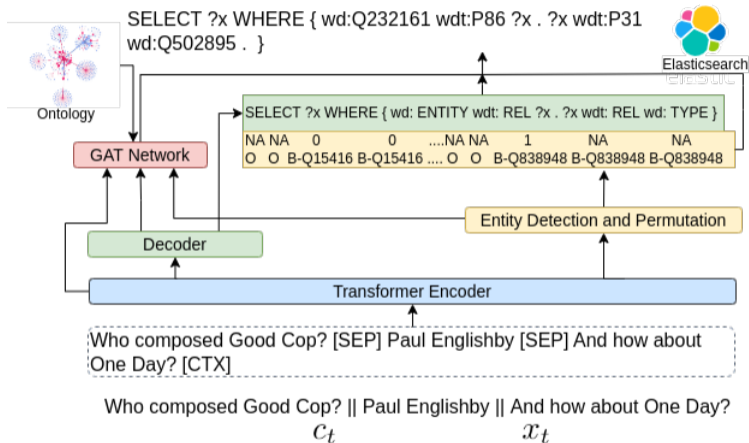 SELECT ?x WHERE { wd:Q232161 wdt:P86 ?x . ?x wdt:P31
wd:Q502895 . }
Elasticsearch
elastic
Ontology
SELECT ?x WHERE { wd: ENTITY wdt: REL ?x . ?x wdt: REL wd: TYPE }
NA NA 0 0 ....NA NA 1 NA NA
O O B-Q15416 B-Q15416 .... O O B-Q838948 B-Q838948 B-Q838948
GAT Network
Entity Detection and Permutation
Decoder
Transformer Encoder
Who composed Good Cop? [SEP] Paul Englishby [SEP] And how about
One Day? [CTX]
Who composed Good Cop? || Paul Englishby || And how about One Day?
c_t x_t